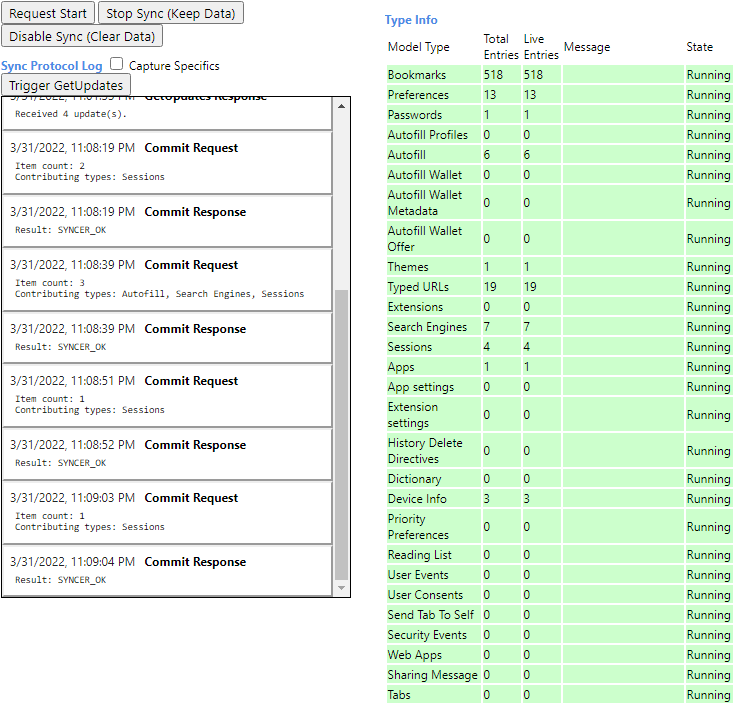 Request Start Stop Sync (Keep Data)
Disable Sync (Clear Data)
Sync Protocol Log Capture Specifics
Trigger GetUpdates
GetUpdates Response
Received 4 update(s).
3/31/2022, 11:08:19 PM Commit Request
Item count: 2
Contributing types: Sessions
3/31/2022, 11:08:19 PM Commit Response
Result: SYNCER_OK
3/31/2022, 11:08:39 PM Commit Request
Item count: 3
Contributing types: Autofill, Search Engines, Sessions
3/31/2022, 11:08:39 PM Commit Response
Result: SYNCER_OK
3/31/2022, 11:08:51 PM Commit Request
Item count: 1
Contributing types: Sessions
3/31/2022, 11:08:52 PM Commit Response
Result: SYNCER_OK
3/31/2022, 11:09:03 PM Commit Request
Item count: 1
Contributing types: Sessions
3/31/2022, 11:09:04 PM Commit Response
Result: SYNCER_OK
Type Info
Model Type Total Entries Live Entries Message State
Bookmarks 518 518 Running
Preferences 13 13 Running
Passwords 1 1 Running
Autofill Profiles 0 0 Running
Autofill 6 6 Running
Autofill Wallet 0 0 Running
Autofill Wallet
Metadata 0 0 Running
Autofill Wallet
Offer 0 0 Running
Themes 1 1 Running
Typed URLs 19 19 Running
Extensions 0 0 Running
Search Engines 7 7 Running
Sessions 4 4 Running
Apps 1 1 Running
App settings 0 0 Running
Extension
settings 0 0 Running
History Delete
Directives 0 0 Running
Dictionary 0 0 Running
Device Info 3 3 Running
Priority
Preferences 0 0 Running
Reading List 0 0 Running
User Events 0 0 Running
User Consents 0 0 Running
Send Tab To Self 0 0 Running
Security Events 0 0 Running
Web Apps 0 0 Running
Sharing Message 0 0 Running
Tabs 0 0 Running